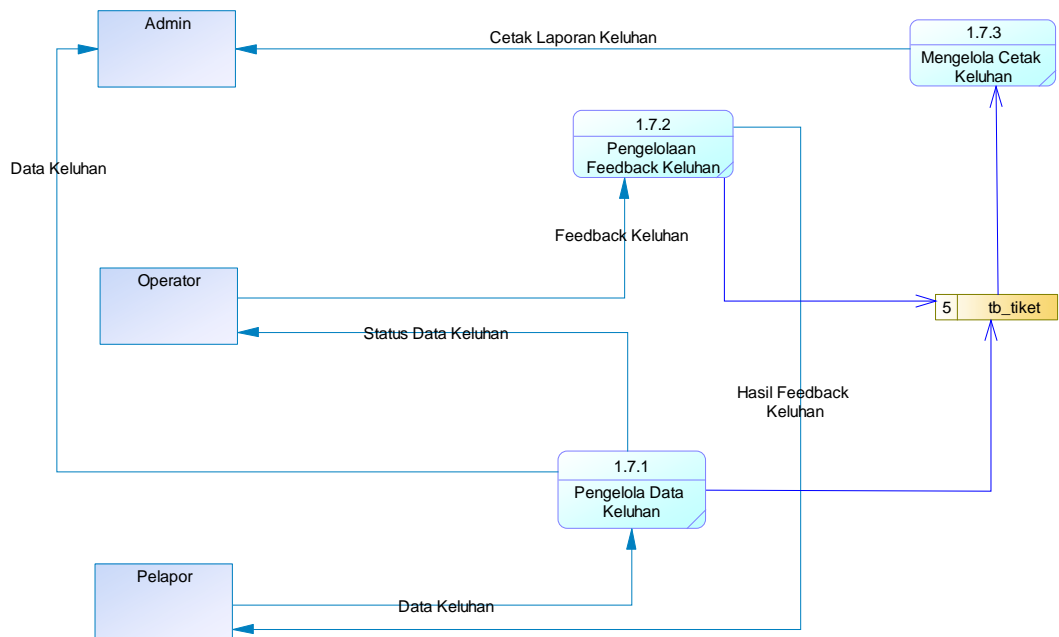 Admin
Cetak Laporan Keluhan
1.7.3
Mengelola Cetak
Keluhan
1.7.2
Pengelolaan
Feedback Keluhan
Data Keluhan
Feedback Keluhan
Operator
5 tb_tiket
Status Data Keluhan
Hasil Feedback
Keluhan
1.7.1
Pengelola Data
Keluhan
Pelapor
Data Keluhan